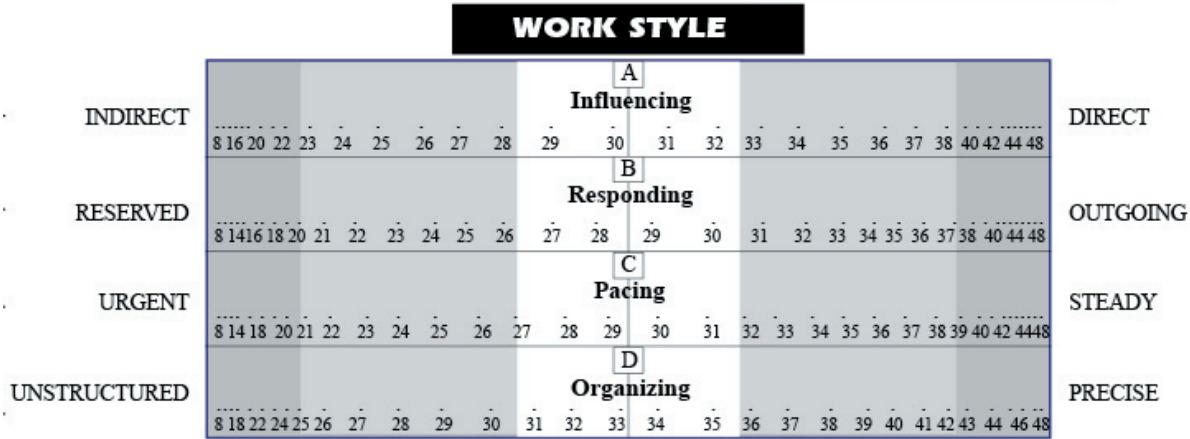 WORK STYLE
A
Influencing
INDIRECT
DIRECT
8 16 20 22 23 24 25 26 27 28 29 30 31 32 33 34 35 36 37 38 40 42 44 48
B
Responding
RESERVED
OUTGOING
8 1416 18 20 21 22 23 24 25 26 27 28 29 30 31 32 33 34 35 36 37 38 40 44 48
C
Pacing
URGENT
STEADY
8 14 18 20 21 22 23 24 25 26 27 28 29 30 31 32 33 34 35 36 37 38 39 40 42 4448
D
Organizing
UNSTRUCTURED
PRECISE
8 18 22 24 25 26 27 28 29 30 31 32 33 34 35 36 37 38 39 40 41 42 43 44 46 48